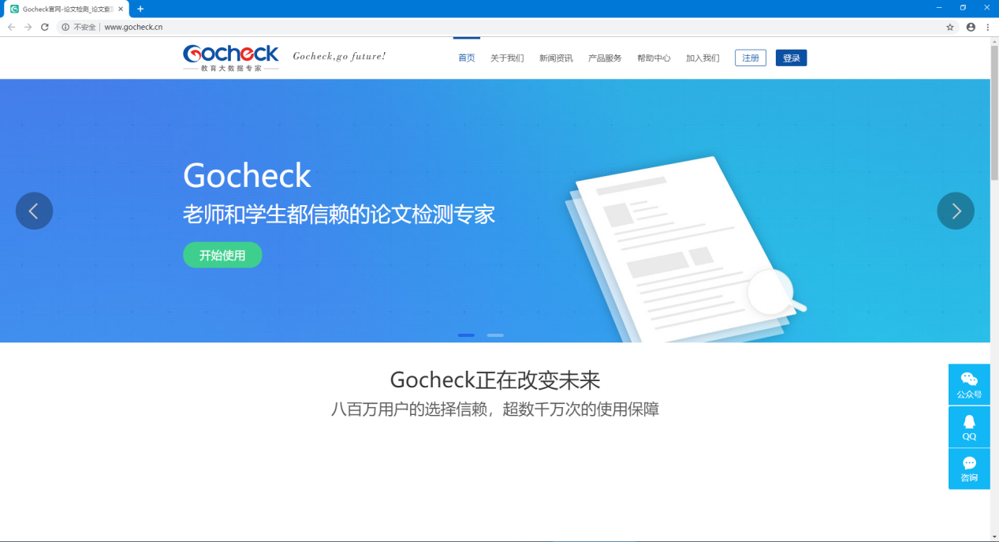 Gocheck官网-论文检测_论文查
不安全
www.gocheck.cn
Gocheck
教育大数据专家
Gocheck,go future!
首页
关于我们
新闻资讯
产品服务
帮助中心
加入我们
注册
登录
Gocheck
老师和学生都信赖的论文检测专家
开始使用
Gocheck正在改变未来
八百万用户的选择信赖，超数千万次的使用保障
公众号
QQ
咨询